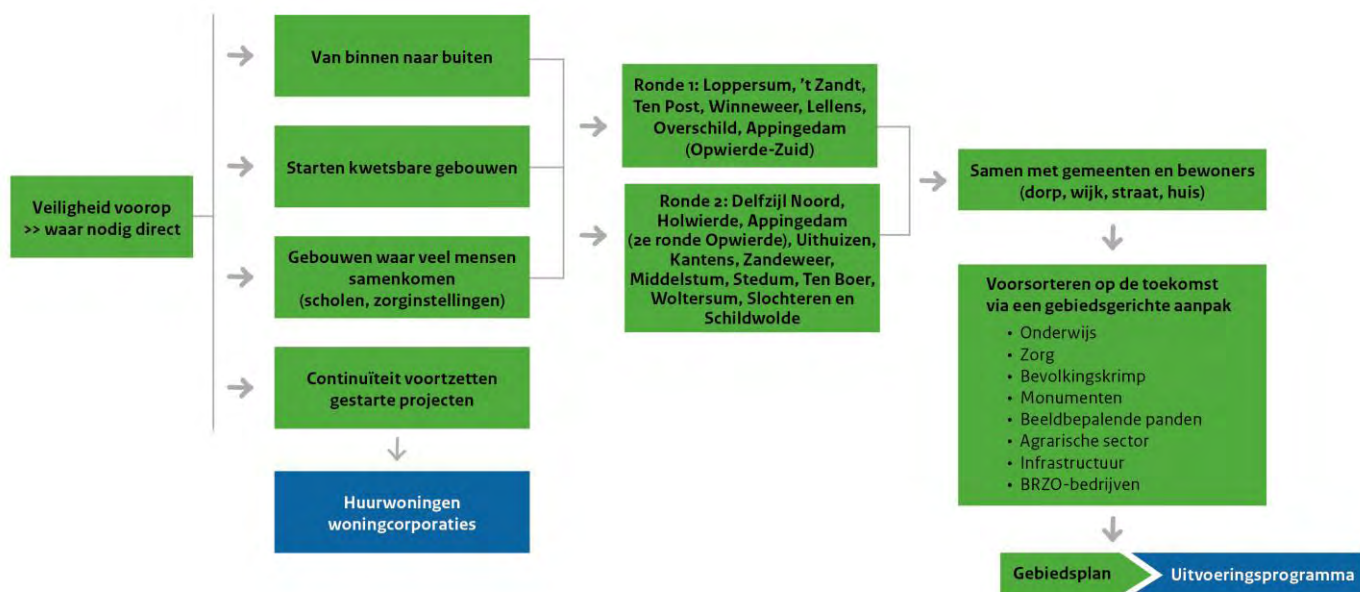 Veiligheid voorop
>> waar nodig direct
Van binnen naar buiten
Starten kwetsbare gebouwen
Gebouwen waar veel mensen
samenkomen
(scholen, zorginstellingen)
Continuïteit voortzetten
gestarte projecten
Huurwoningen
woningcorporaties
Ronde 1: Loppersum, 't Zandt,
Ten Post, Winneweer, Lellens,
Overschild, Appingedam
(Opwierde-Zuid)
Ronde 2: Delfzijl Noord,
Holwierde, Appingedam
(2e ronde Opwierde), Uithuizen,
Kantens, Zandeweer,
Middelstum, Stedum, Ten Boer,
Woltersum, Slochteren en
Schildwolde
Samen met gemeenten en bewoners
(dorp, wijk, straat, huis)
Voorsorteren op de toekomst
via een gebiedsgerichte aanpak
• Onderwijs
• Zorg
• Bevolkingskrimp
• Monumenten
• Beeldbepalende panden
• Agrarische sector
• Infrastructuur
• BRZO-bedrijven
Gebiedsplan
Uitvoeringsprogramma